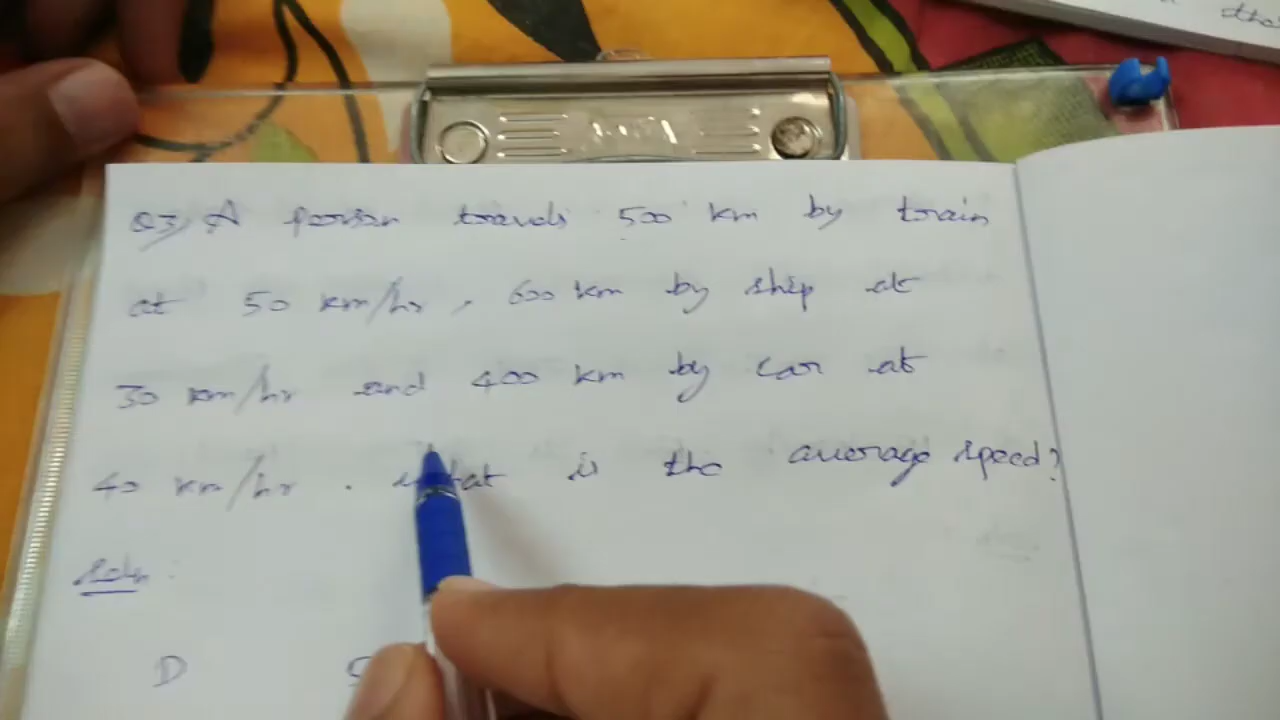 Q3) A person travels 500 km by train
at 50 km/hr, 600 km by ship at
30 km/hr and 400 km by car at
40 km/hr. what is the average speed?
Soln:
D S
the